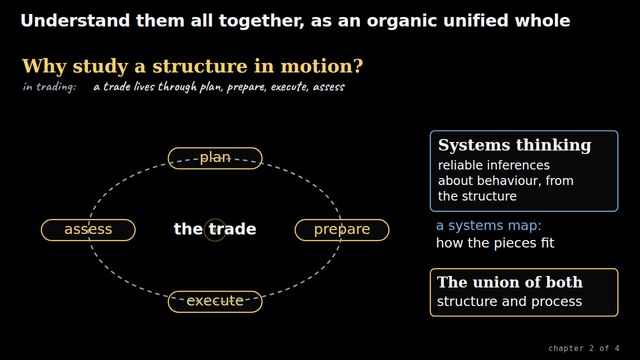 Understand them all together, as an organic unified whole
Why study a structure in motion?
in trading: a trade lives through plan, prepare, execute, assess
plan
assess
the trade
prepare
execute
Systems thinking
reliable inferences
about behaviour, from
the structure
a systems map:
how the pieces fit
The union of both
structure and process
chapter 2 of 4